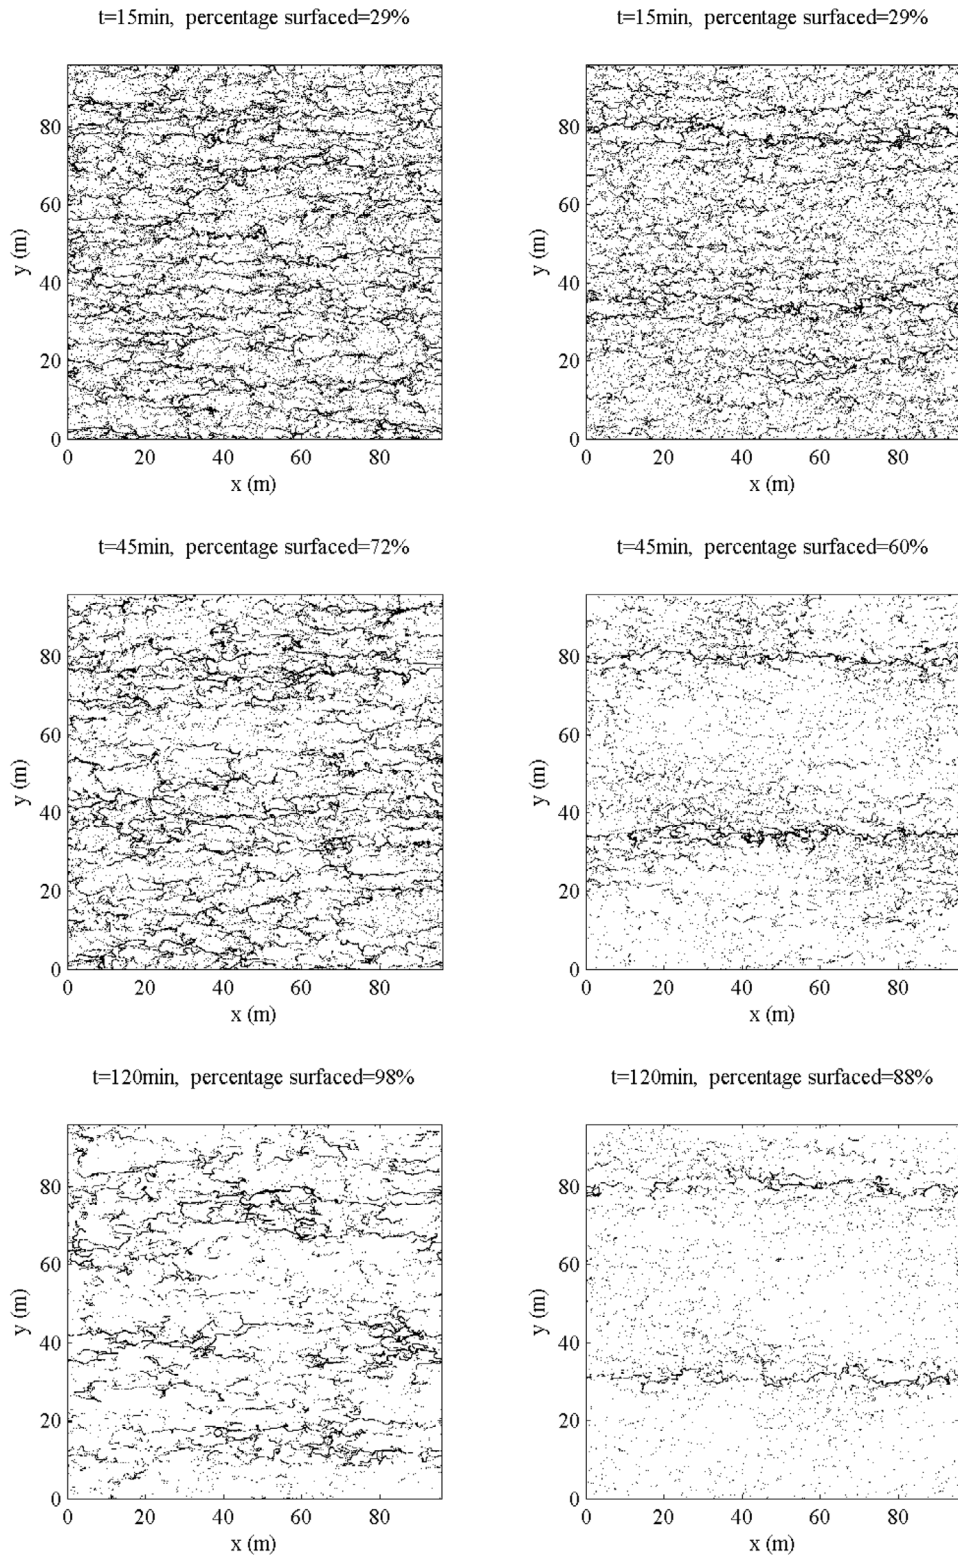 t=15min,  percentage surfaced=29%
y (m)
80
60
40
20
0
0 20 40 60 80
x (m)
t=15min,  percentage surfaced=29%
y (m)
80
60
40
20
0
0 20 40 60 80
x (m)
t=45min,  percentage surfaced=72%
y (m)
80
60
40
20
0
0 20 40 60 80
x (m)
t=45min,  percentage surfaced=60%
y (m)
80
60
40
20
0
0 20 40 60 80
x (m)
t=120min,  percentage surfaced=98%
y (m)
80
60
40
20
0
0 20 40 60 80
x (m)
t=120min,  percentage surfaced=88%
y (m)
80
60
40
20
0
0 20 40 60 80
x (m)